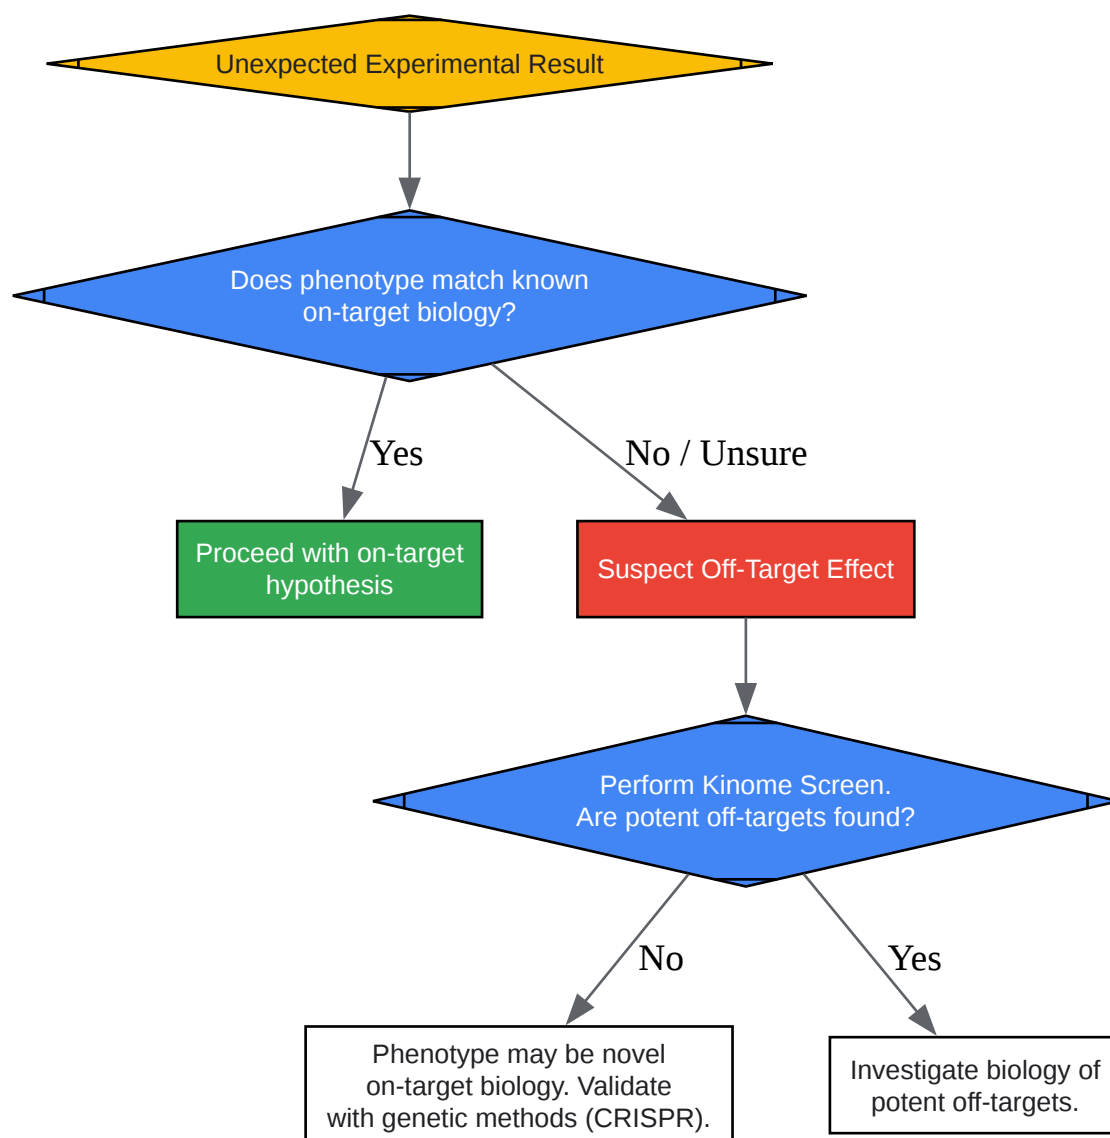 Unexpected Experimental Result
Does phenotype match known
on-target biology?
Yes
No / Unsure
Proceed with on-target
hypothesis
Suspect Off-Target Effect
Perform Kinome Screen.
Are potent off-targets found?
No
Yes
Phenotype may be novel
on-target biology. Validate
with genetic methods (CRISPR).
Investigate biology of
potent off-targets.